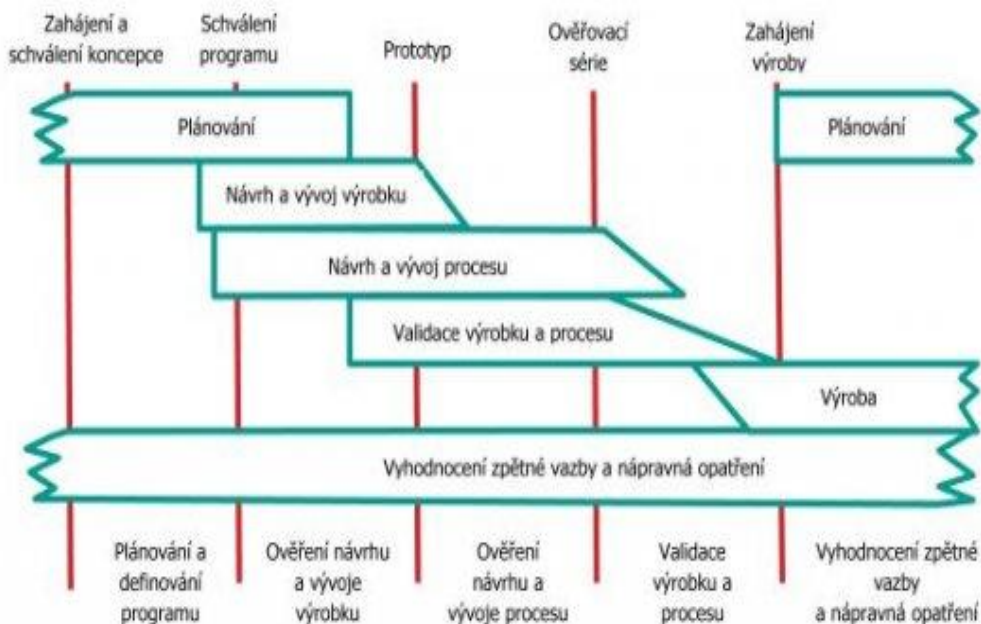 Zahájení a
schválení koncepce
Schválení
programu
Prototyp
Ověřovací
série
Zahájení
výroby
Plánování
Plánování
Návrh a vývoj výrobku
Návrh a vývoj procesu
Validace výrobku a procesu
Výroba
Vyhodnocení zpětné vazby a nápravná opatření
Plánování a
definování
programu
Ověření návrhu
a vývoje
výrobku
Ověření
návrhu a
vývoje procesu
Validace
výrobku a
procesu
Vyhodnocení zpětné
vazby
a nápravná opatření